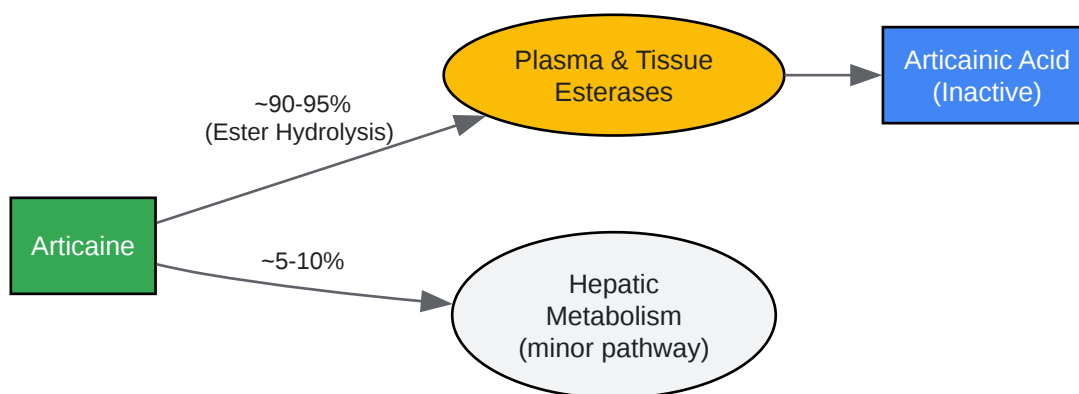 Plasma & Tissue
Esterases
Articainic Acid
(Inactive)
~90-95%
(Ester Hydrolysis)
Articaine
~5-10%
Hepatic
Metabolism
(minor pathway)